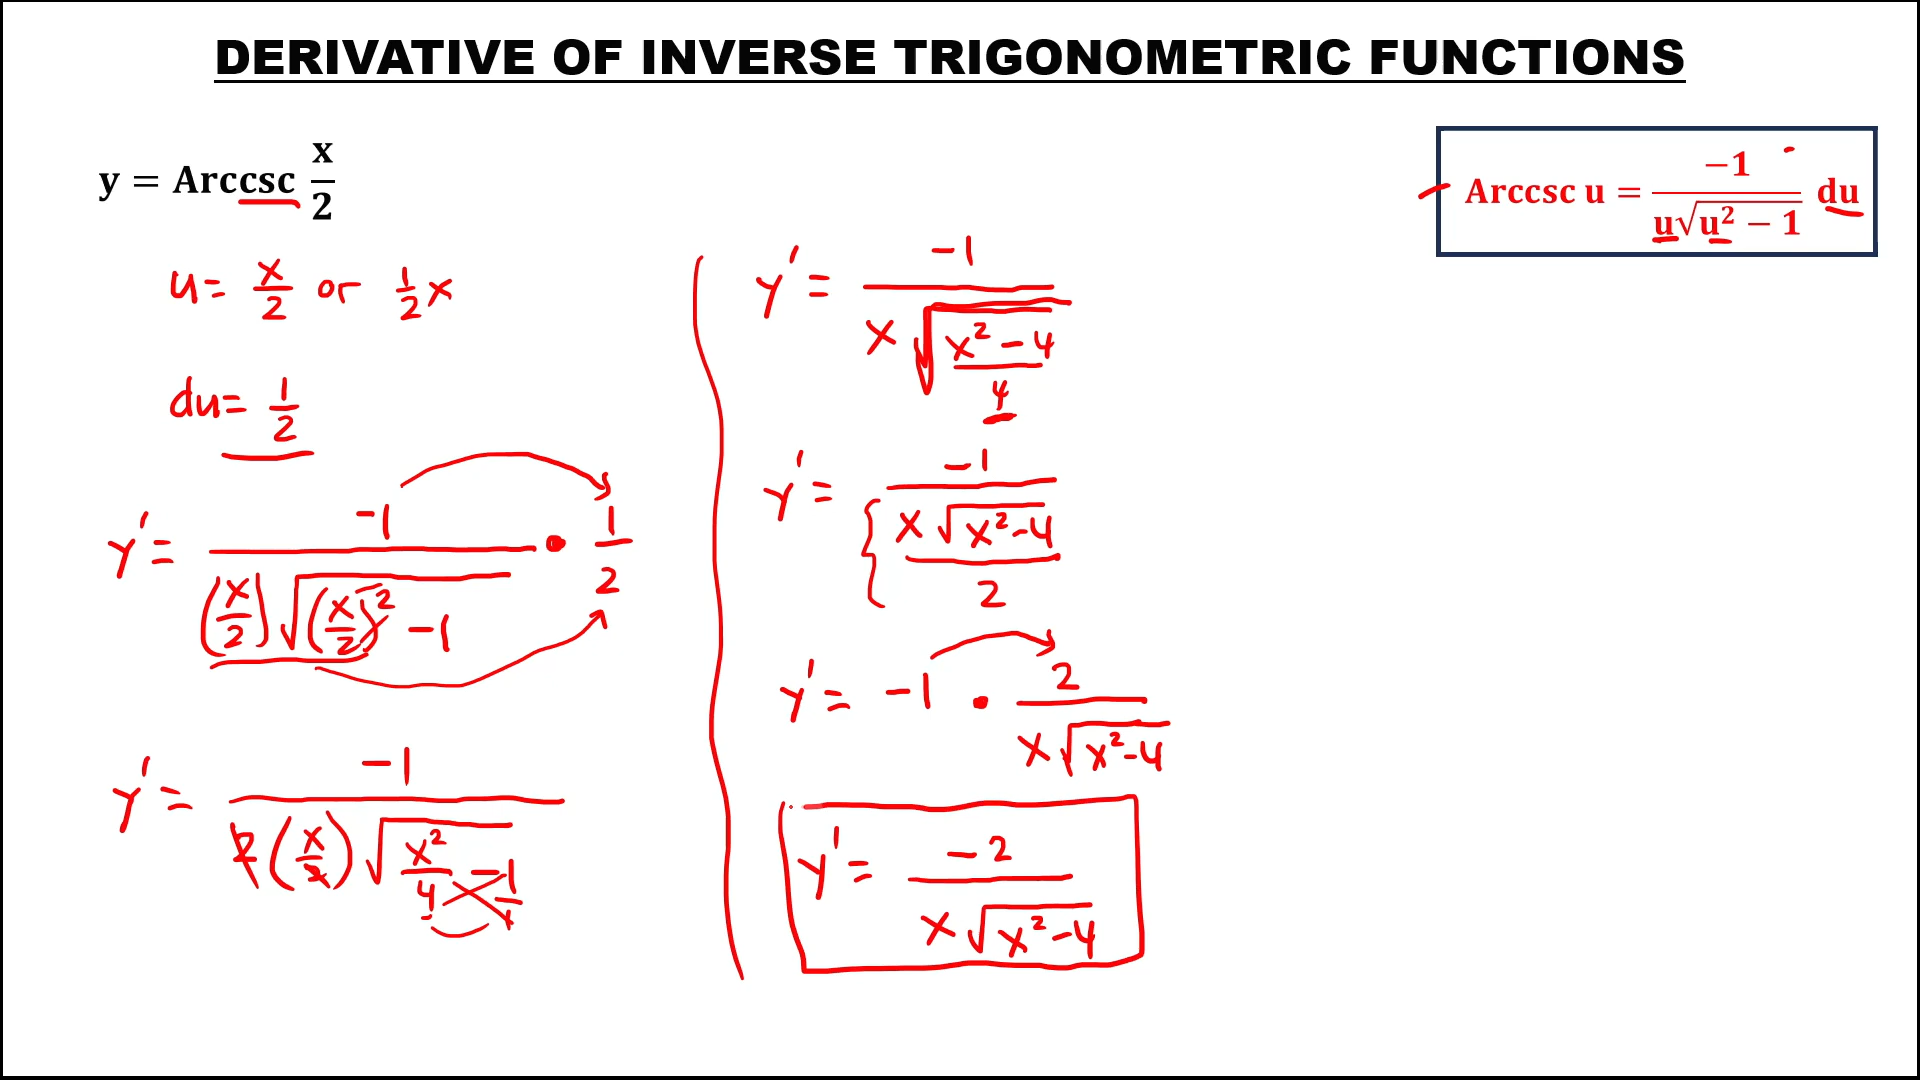 DERIVATIVE OF INVERSE TRIGONOMETRIC FUNCTIONS
y = Arccsc x/2
Arccsc u = −1/(u√(u² − 1)) du
u = x/2 or 1/2 x
du = 1/2
y' = −1/((x/2)√((x/2)² − 1)) • 1/2
y' = −1/(2(x/2)√(x²/4 − 1/1))
y' = −1/(x√((x² − 4)/4))
y' = −1/((x√(x² − 4))/2)
y' = −1 • 2/(x√(x² − 4))
y' = −2/(x√(x² − 4))